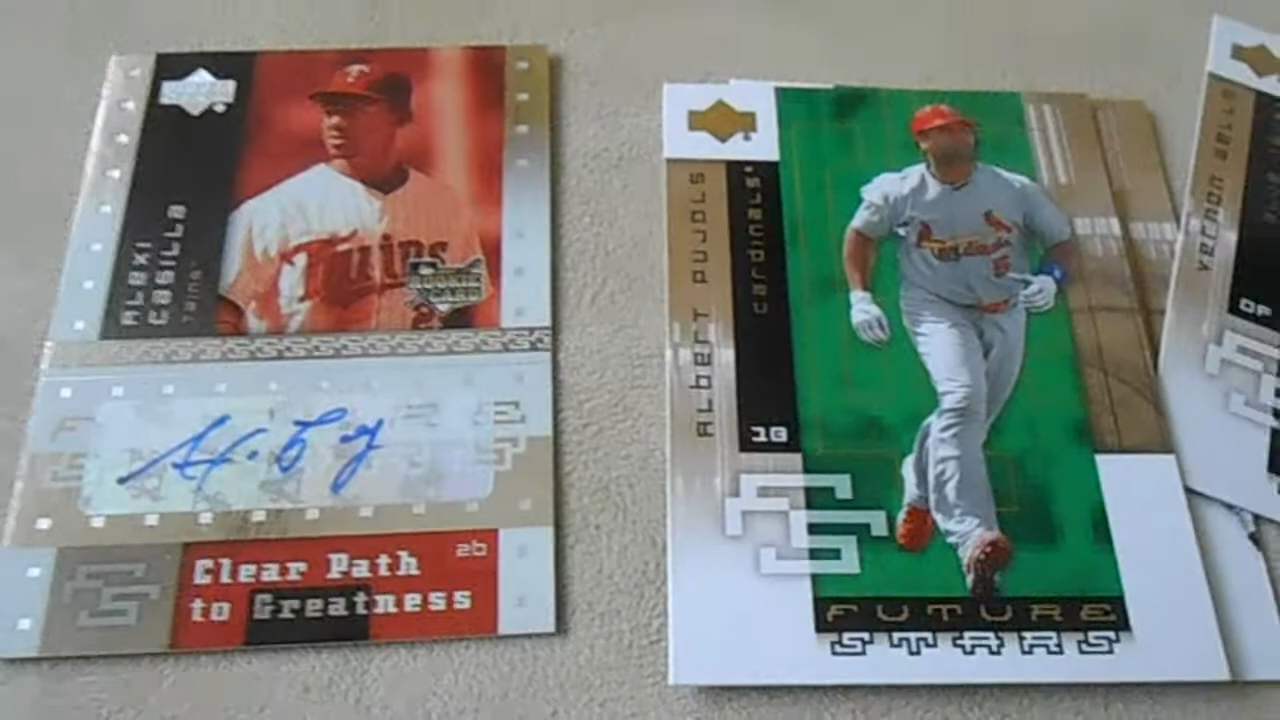 ALEXI
CASILLA
TWINS
Twins
ROOKIE
CARD
Clear Path
to Greatness
2b
ALBERT PUJOLS
CARDINALS'
1B
Cardinals
FS
FUTURE
STARS
VERNON WELLS
OF